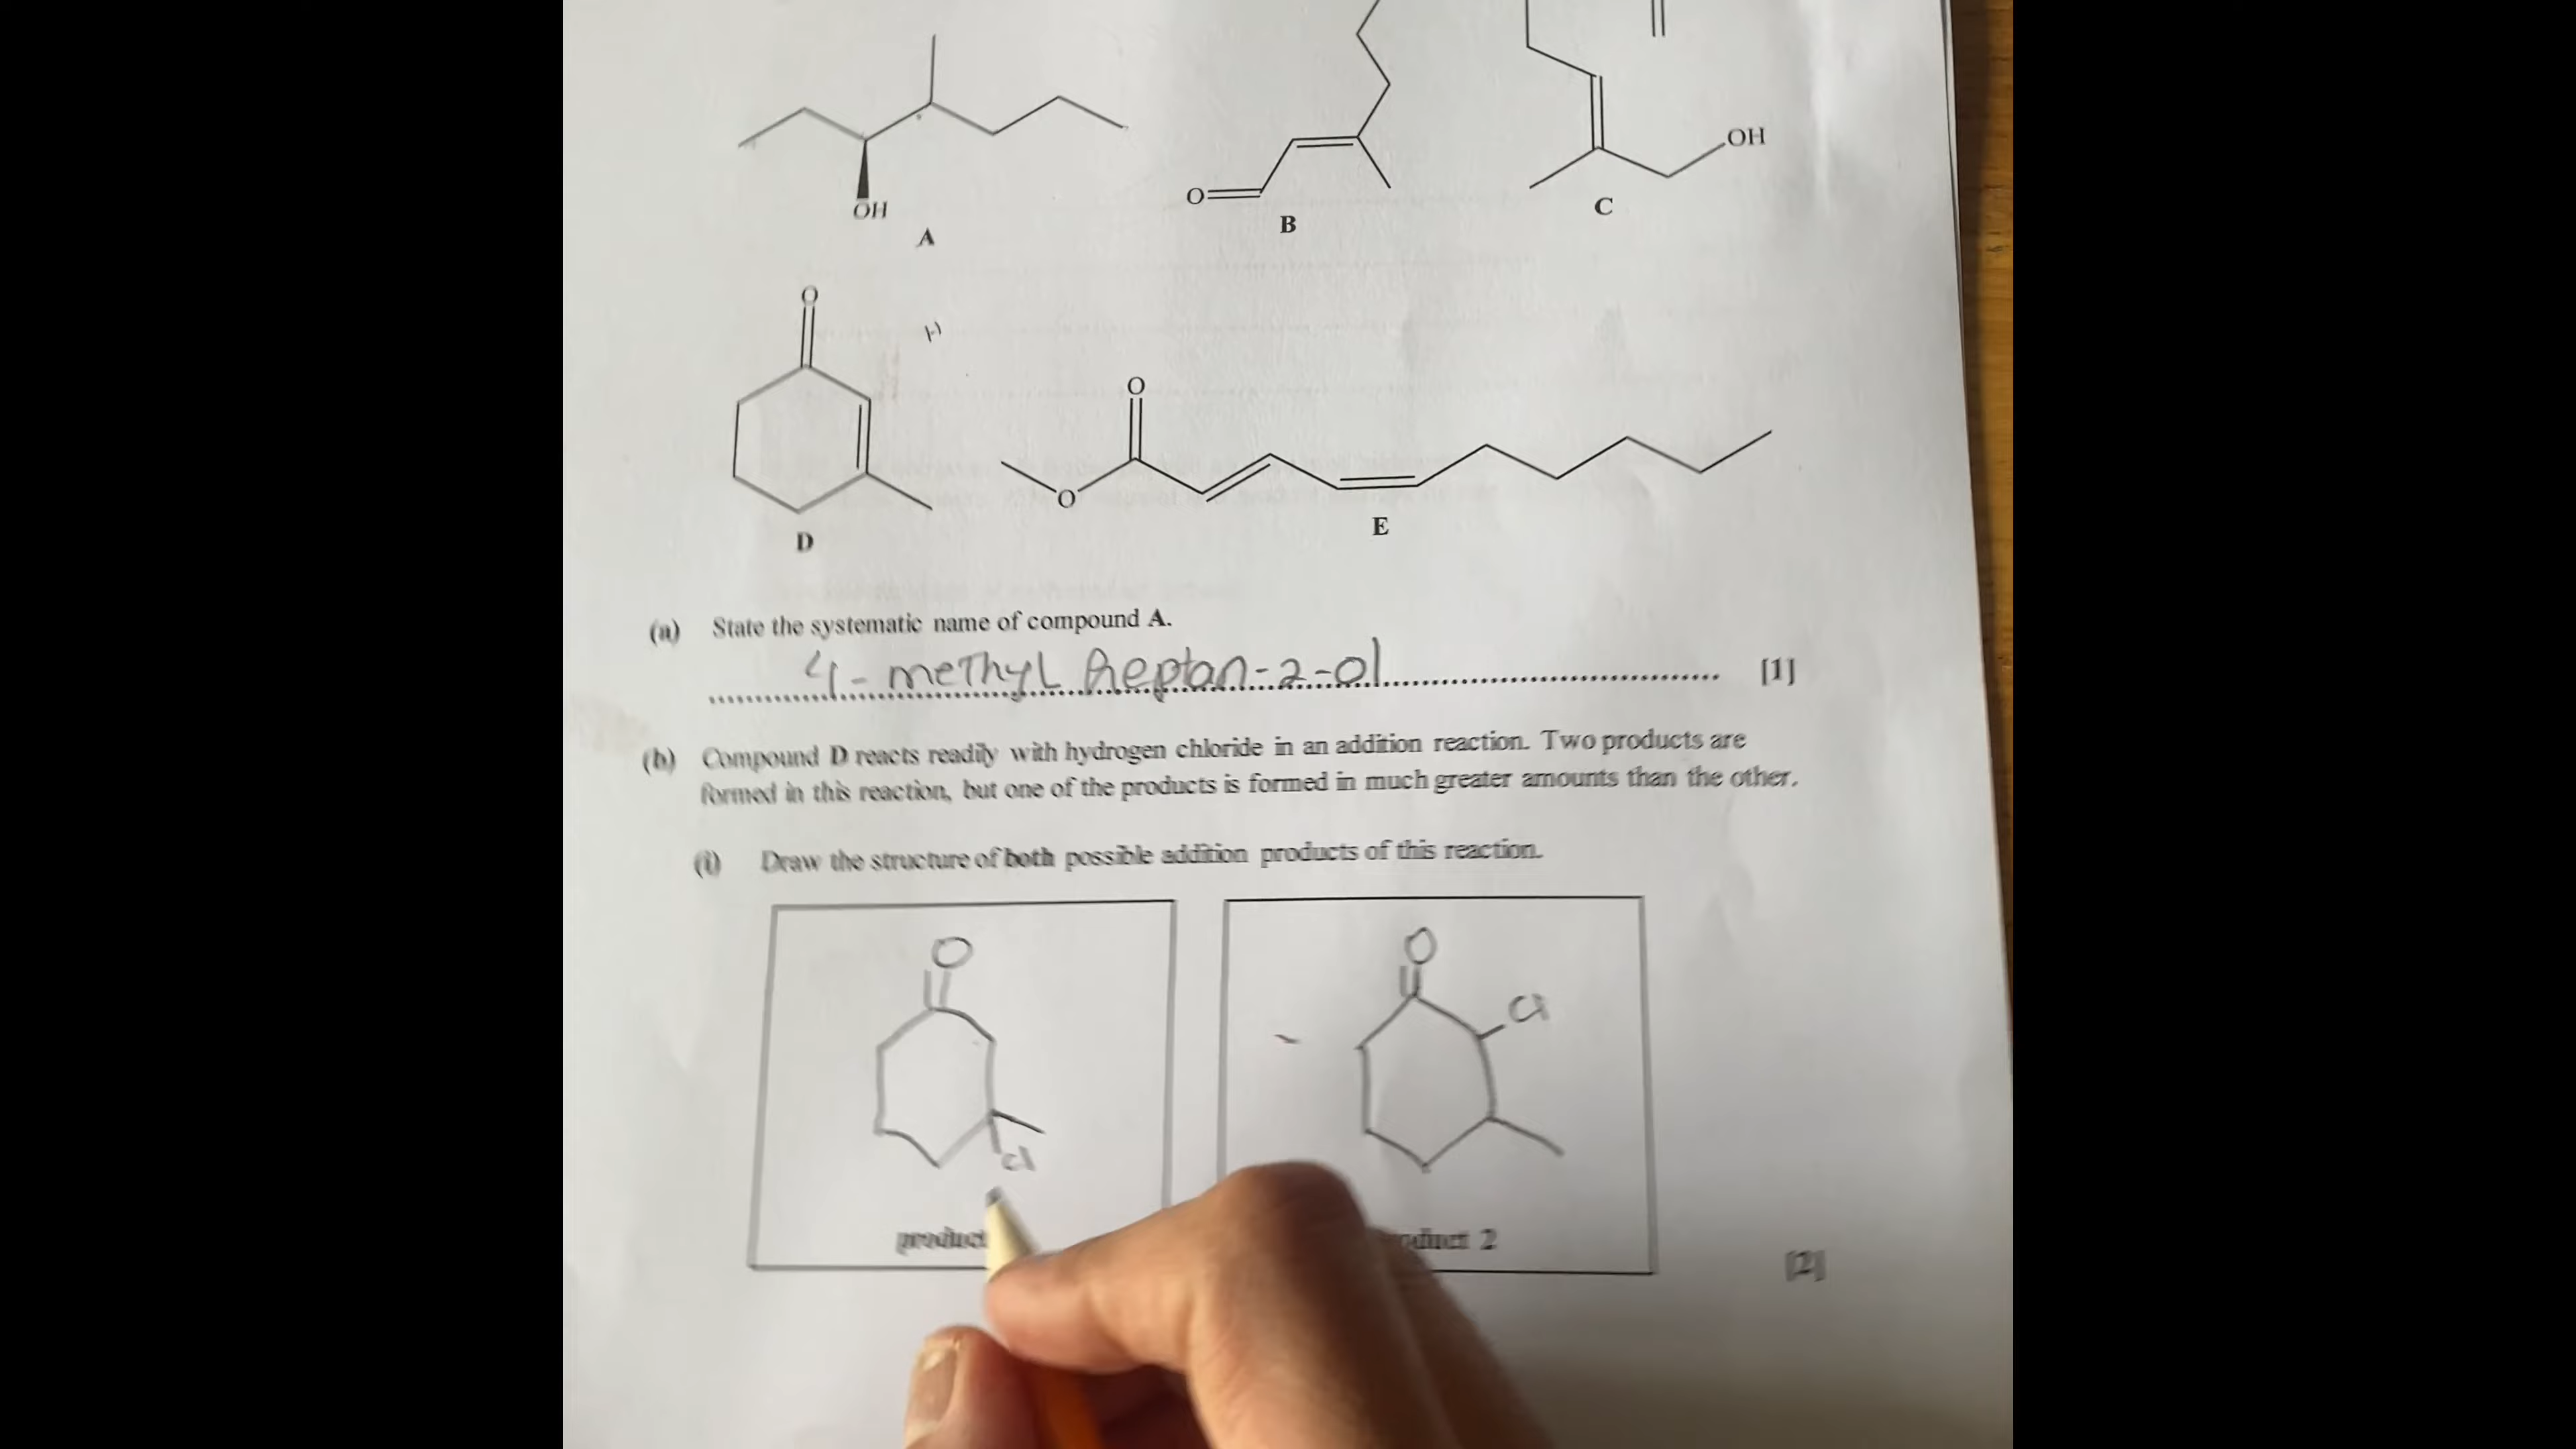 OH
A
O
B
OH
C
O
D
O
O
E
(a) State the systematic name of compound A.
4-methyl heptan-2-ol [1]
(b) Compound D reacts readily with hydrogen chloride in an addition reaction. Two products are
formed in this reaction, but one of the products is formed in much greater amounts than the other.
(i) Draw the structure of both possible addition products of this reaction.
O
Cl
product
O
Cl
2
[2]